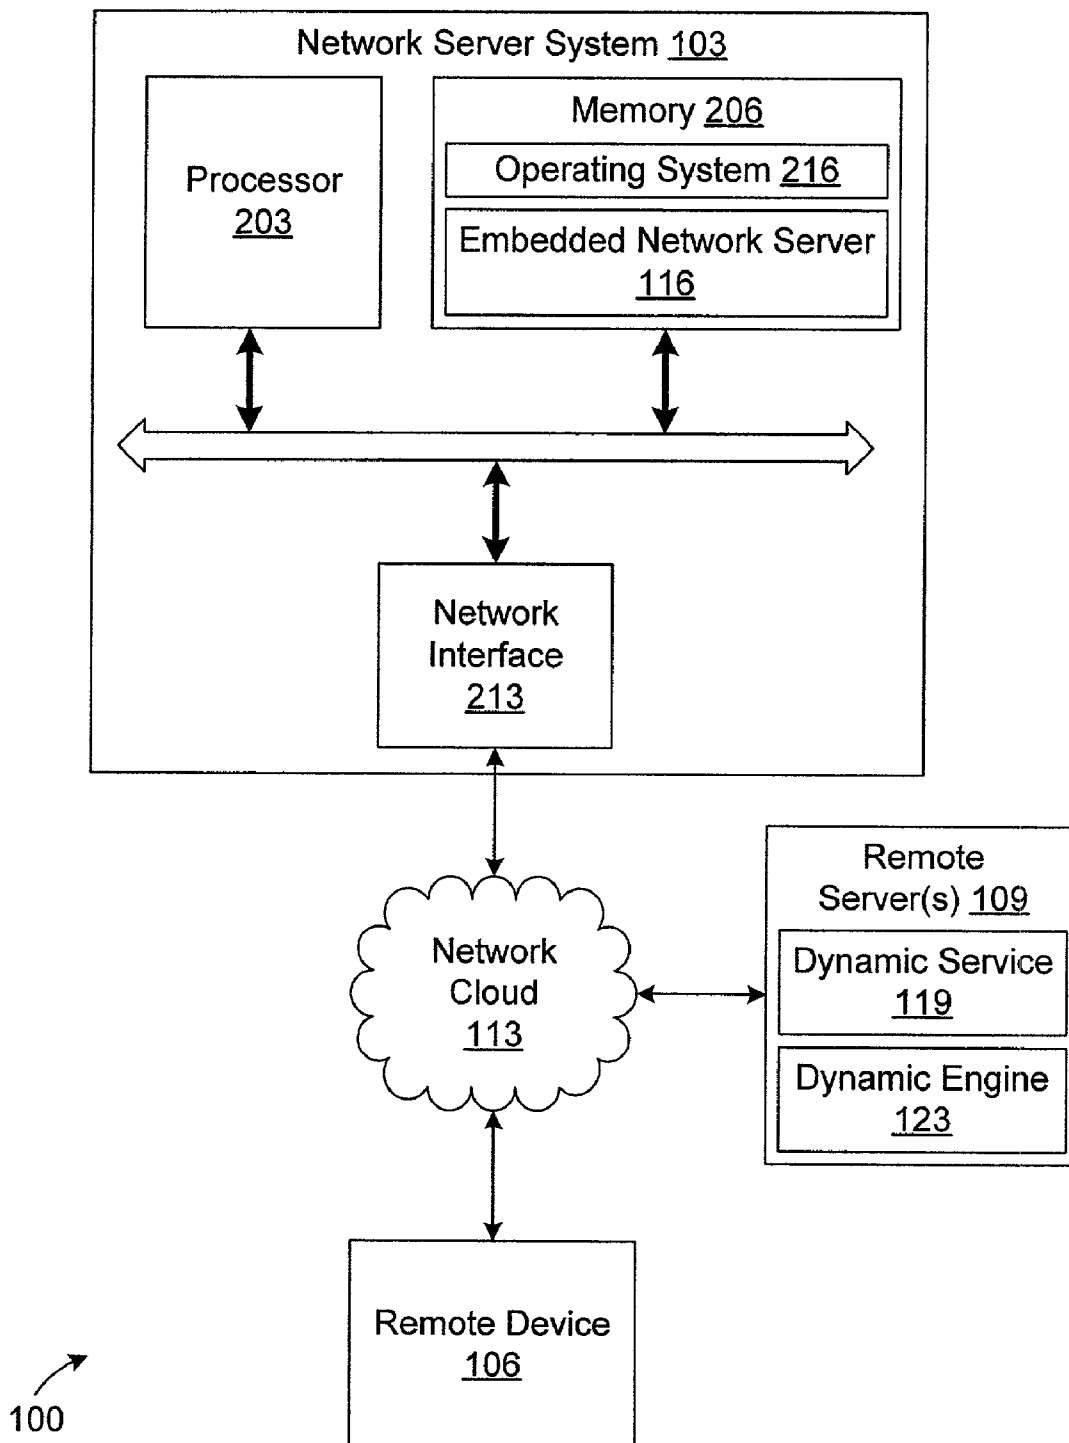 Network Server System 103
Processor
203
Memory 206
Operating System 216
Embedded Network Server
116
Network
Interface
213
Remote
Server(s) 109
Dynamic Service
119
Dynamic Engine
123
Network
Cloud
113
Remote Device
106
100